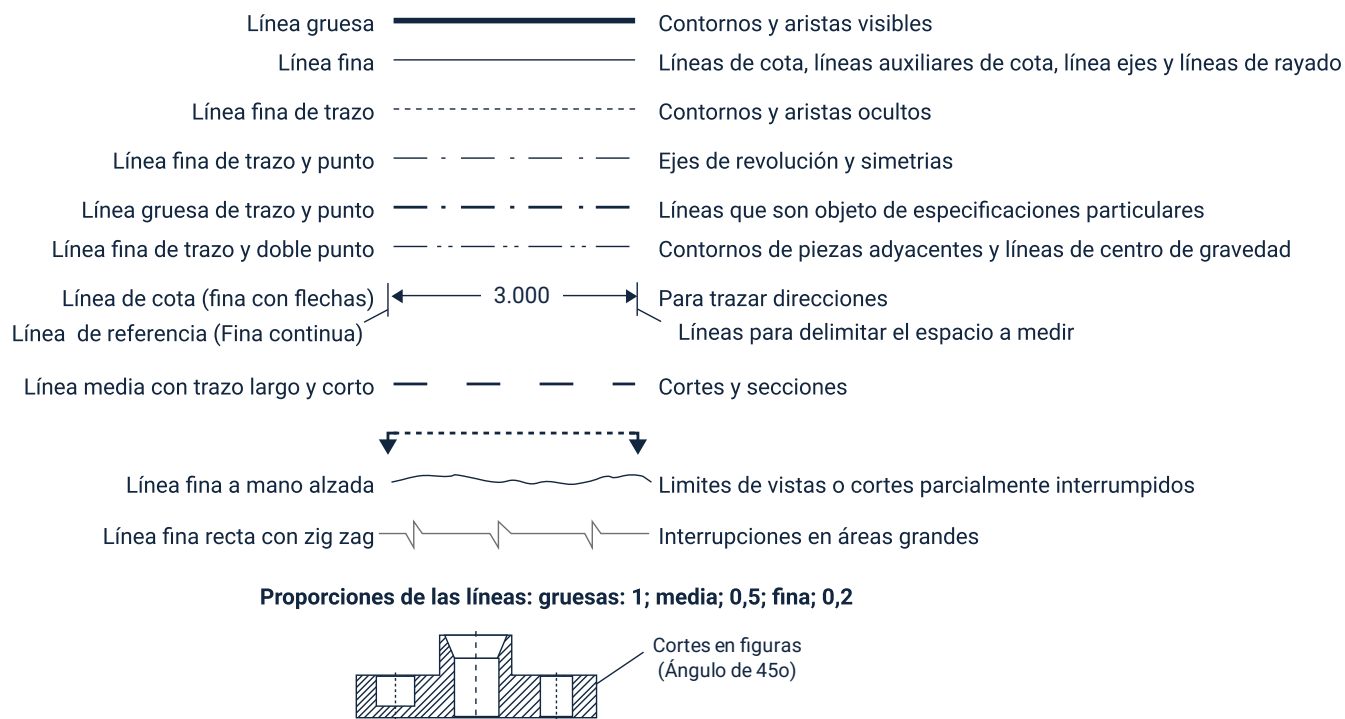 Línea gruesa Contornos y aristas visibles
Línea fina Líneas de cota, líneas auxiliares de cota, línea ejes y líneas de rayado
Línea fina de trazo Contornos y aristas ocultos
Línea fina de trazo y punto Ejes de revolución y simetrias
Línea gruesa de trazo y punto Líneas que son objeto de especificaciones particulares
Línea fina de trazo y doble punto Contornos de piezas adyacentes y líneas de centro de gravedad
Línea de cota (fina con flechas) 3.000 Para trazar direcciones
Línea de referencia (Fina continua) Líneas para delimitar el espacio a medir
Línea media con trazo largo y corto Cortes y secciones
Línea fina a mano alzada Limites de vistas o cortes parcialmente interrumpidos
Línea fina recta con zig zag Interrupciones en áreas grandes
Proporciones de las líneas: gruesas: 1; media; 0,5; fina; 0,2
Cortes en figuras
(Ángulo de 45o)